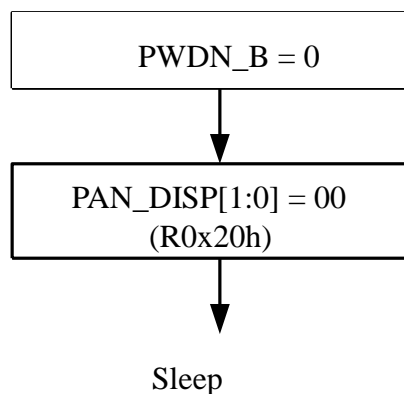 PWDN_B = 0
PAN_DISP[1:0] = 00
(R0x20h)
Sleep